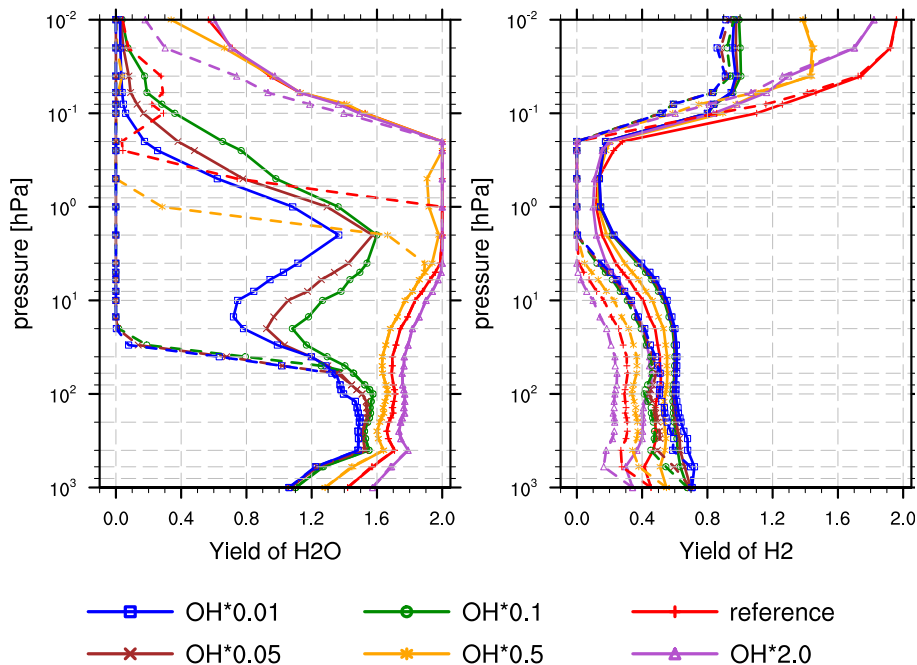 10-2
10-1
100
101
102
103
pressure [hPa]
0.0 0.4 0.8 1.2 1.6 2.0
Yield of H2O
10-2
10-1
100
101
102
103
pressure [hPa]
0.0 0.4 0.8 1.2 1.6 2.0
Yield of H2
OH*0.01 OH*0.1 reference
OH*0.05 OH*0.5 OH*2.0